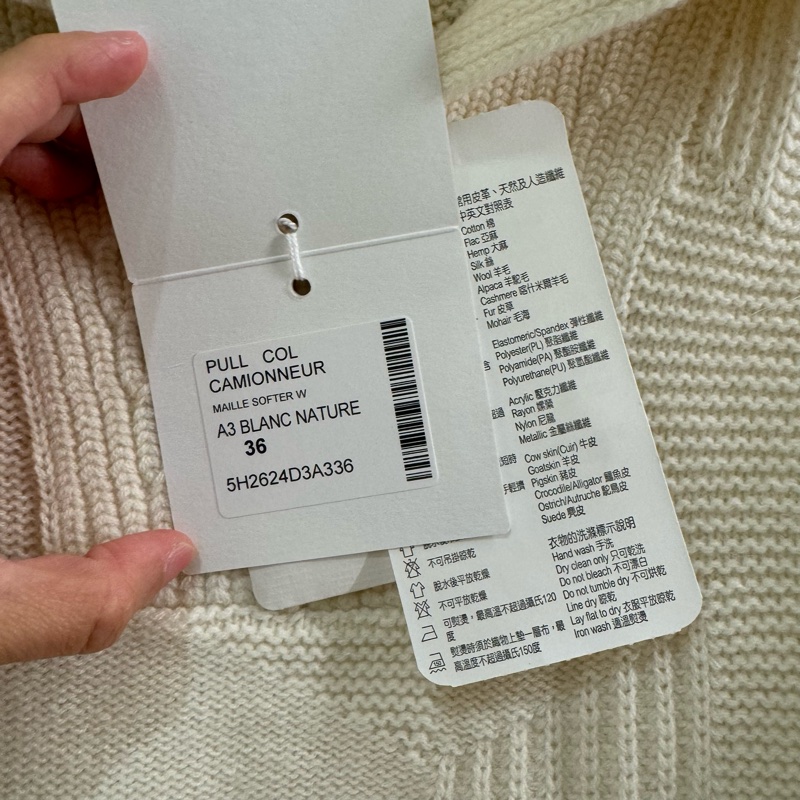 PULL COL
CAMIONNEUR
MAILLE SOFTER W
A3 BLANC NATURE
36
5H2624D3A336
用皮革、天然及人造纖維
中英文對照表
Cotton 棉
Flac 亞麻
Hemp 大麻
Silk 絲
Wool 羊毛
Alpaca 羊駝毛
Cashmere 喀什米爾羊毛
Fur 皮草
Mohair 毛海
Elastomeric/Spandex 彈性纖維
Polyester(PL) 聚酯纖維
Polyamide(PA) 聚酯胺纖維
Polyurethane(PU) 聚氨酯纖維
Acrylic 壓克力纖維
Rayon 嫘縈
Nylon 尼龍
Metallic 金屬絲纖維
Cow skin(Cuir) 牛皮
Goatskin 羊皮
Pigskin 豬皮
Crocodile/Alligator 鱷魚皮
Ostrich/Autruche 鴕鳥皮
Suede 麂皮
衣物的洗滌標示說明
Hand wash 手洗
Dry clean only 只可乾洗
Do not bleach 不可漂白
Do not tumble dry 不可烘乾
Line dry 晾乾
Lay flat to dry 衣服平放晾乾
Iron wash 適溫熨燙
不可吊掛晾乾
脫水後平放乾燥
不可平放乾燥
可熨燙，最高溫不超過攝氏120
度
熨燙時須於織物上墊一層布，最
高溫度不超過攝氏150度